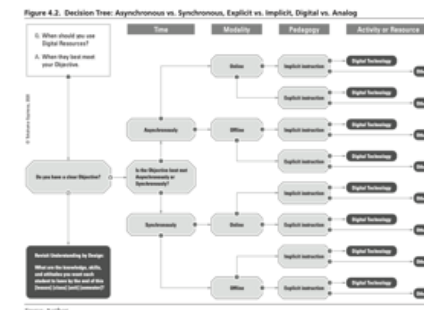 Figure 4.2. Decision Tree: Asynchronous vs. Synchronous, Explicit vs. Implicit, Digital vs. Analog
Time
Modality
Pedagogy
Activity or Resource
Q. When should you use
Digital Resources?
A. When they best meet
your Objective.
Do you have a clear Objective?
Revisit Understanding by Design:
What are the knowledge, skills,
and attitudes you want each
student to learn by the end of this
Is the Objective best met
Asynchronously or
Synchronously?
Asynchronously
Synchronously
Online
Offline
Online
Offline
Implicit instruction
Explicit instruction
Implicit instruction
Explicit instruction
Implicit instruction
Explicit instruction
Implicit instruction
Explicit instruction
Digital Technology
Digital Technology
Digital Technology
Digital Technology
Digital Technology
Digital Technology
Digital Technology
Digital Technology